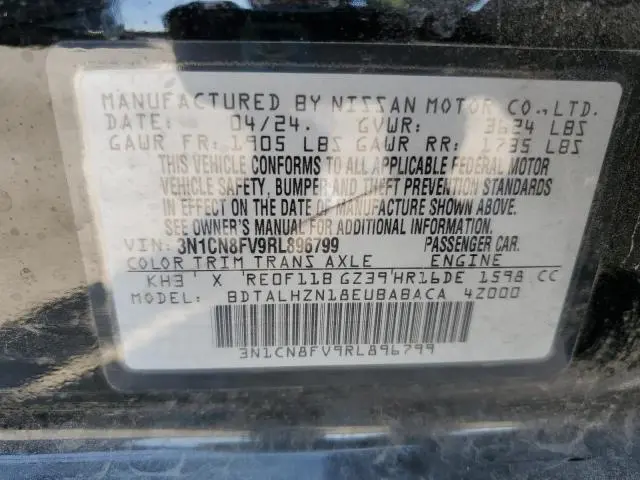 MANUFACTURED BY NISSAN MOTOR CO.,LTD.
DATE: 04/24. GVWR: 3624 LBS
GAWR FR: 1905 LBS GAWR RR: 1735 LBS
THIS VEHICLE CONFORMS TO ALL APPLICABLE FEDERAL MOTOR
VEHICLE SAFETY, BUMPER AND THEFT PREVENTION STANDARDS
IN EFFECT ON THE DATE OF MANUFACTURE SHOWN ABOVE.
SEE OWNER'S MANUAL FOR ADDITIONAL INFORMATION.
VIN: 3N1CN8FV9RL896799 PASSENGER CAR.
COLOR TRIM TRANS AXLE ENGINE
KH3 X RE0F11B GZ39 HR16DE 1598 CC
MODEL: BDTALHZN18EUBABACA 4Z000
3N1CN8FV9RL896799